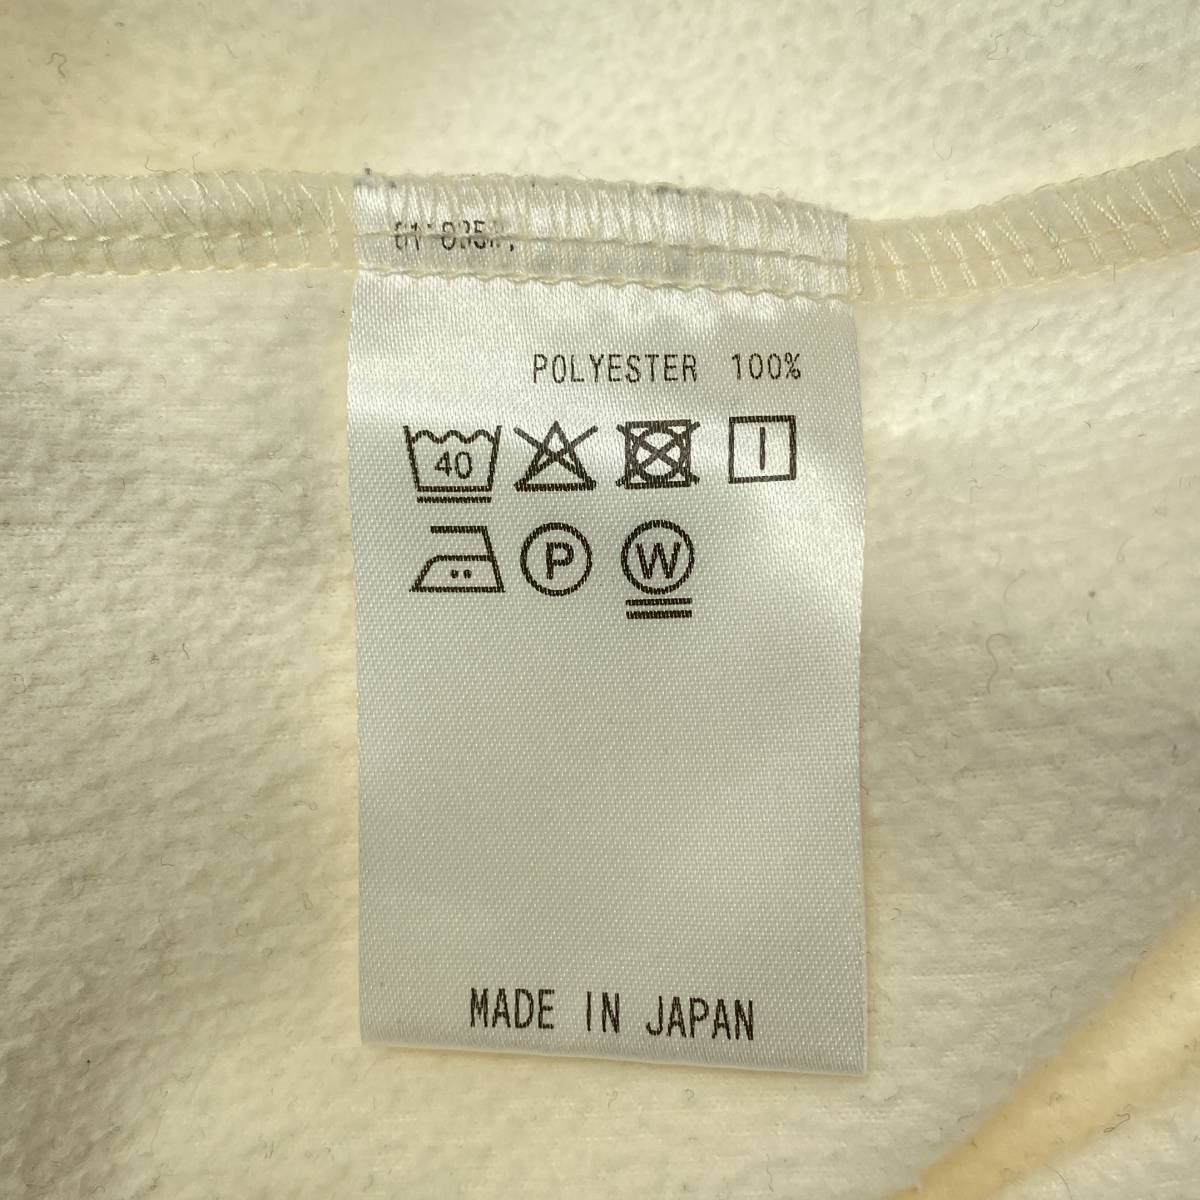 POLYESTER 100%
40
P W
MADE IN JAPAN